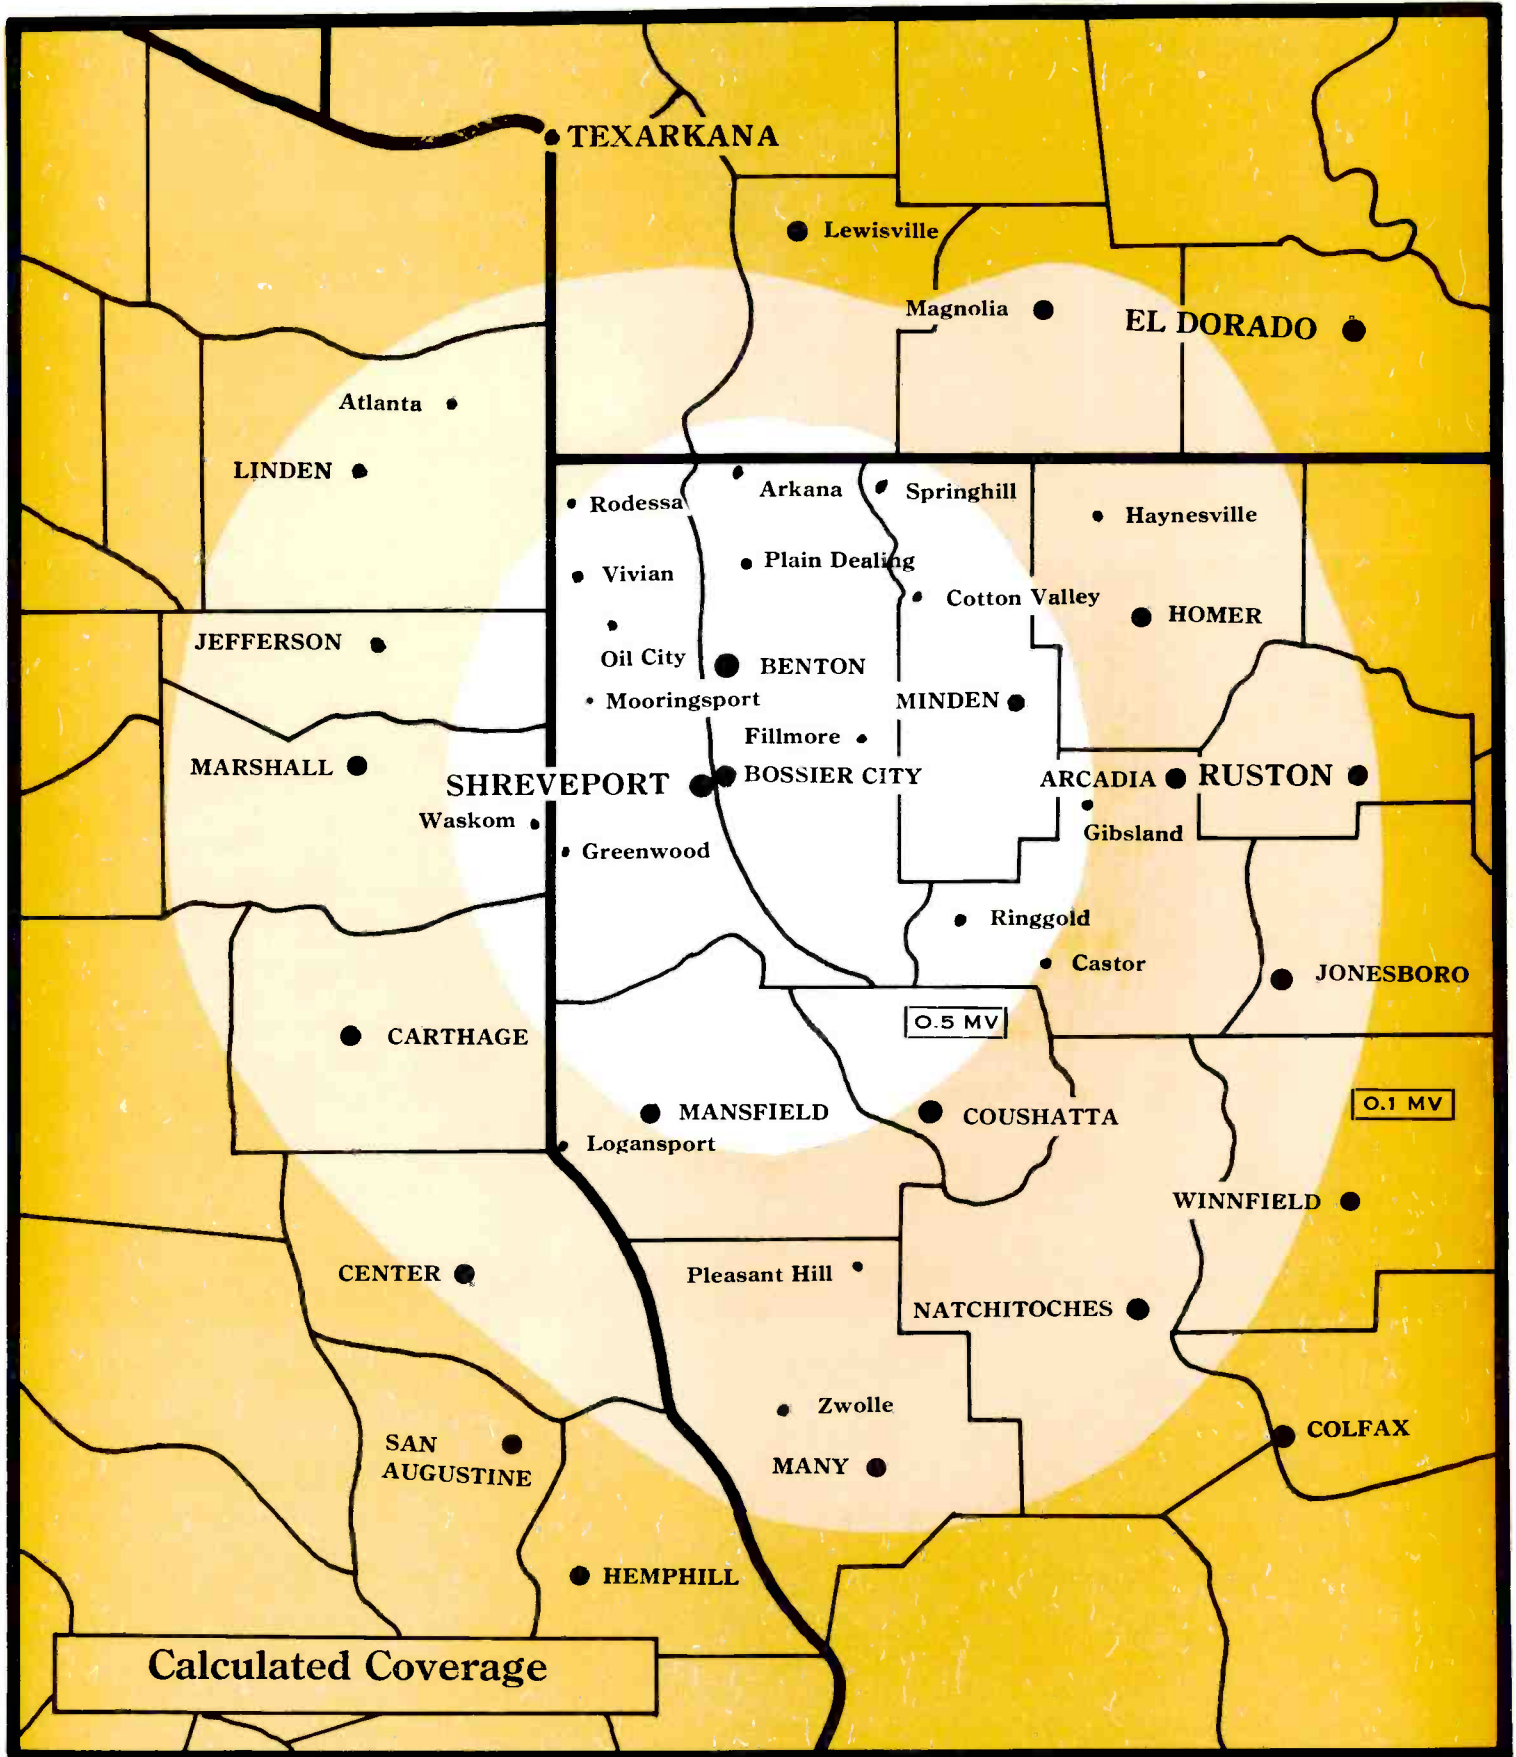 TEXARKANA
Lewisville
Magnolia
EL DORADO
Atlanta
LINDEN
Rodessa
Arkana
Springhill
Haynesville
Vivian
Plain Dealing
Cotton Valley
HOMER
JEFFERSON
Oil City
BENTON
Mooringsport
MINDEN
Fillmore
MARSHALL
SHREVEPORT
BOSSIER CITY
ARCADIA
RUSTON
Waskom
Greenwood
Gibsland
Ringgold
Castor
JONESBORO
0.5 MV
CARTHAGE
0.1 MV
MANSFIELD
COUSHATTA
Logansport
WINNFIELD
CENTER
Pleasant Hill
NATCHITOCHES
Zwolle
COLFAX
SAN
AUGUSTINE
MANY
HEMPHILL
Calculated Coverage